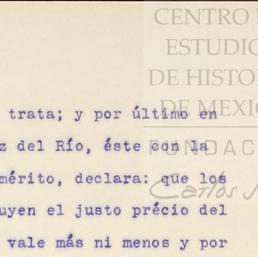 CENTRO
ESTUDIO
DE HISTOR
DE MEXIC
FUNDAC
Carlos
trata; y por último en
z del Río, éste con la
mérito, declara: que los
uyen el justo précio del
vale más ni menos y por